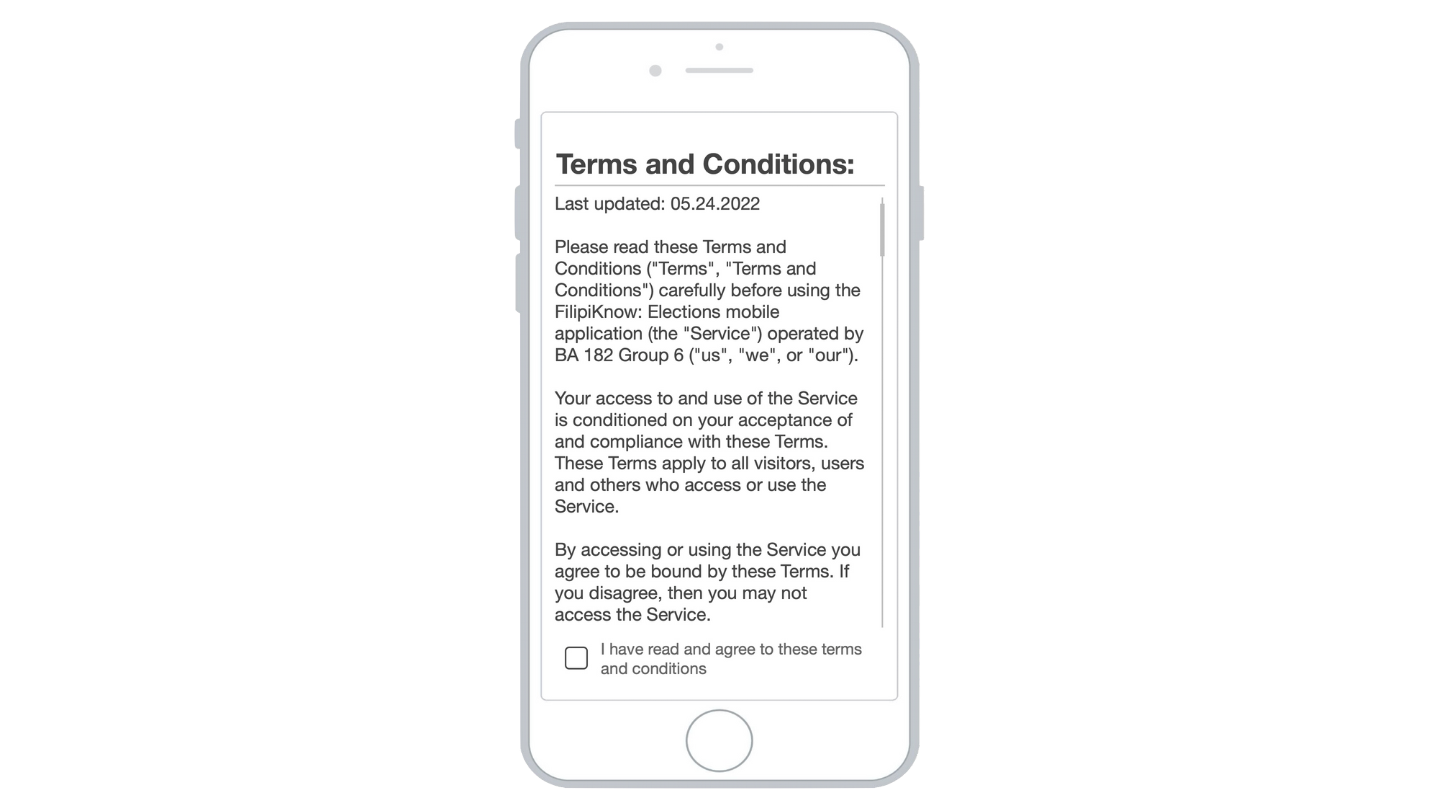 Terms and Conditions:
Last updated: 05.24.2022
Please read these Terms and
Conditions ("Terms", "Terms and
Conditions") carefully before using the
FilipiKnow: Elections mobile
application (the "Service") operated by
BA 182 Group 6 ("us", "we", or "our").
Your access to and use of the Service
is conditioned on your acceptance of
and compliance with these Terms.
These Terms apply to all visitors, users
and others who access or use the
Service.
By accessing or using the Service you
agree to be bound by these Terms. If
you disagree, then you may not
access the Service.
I have read and agree to these terms
and conditions